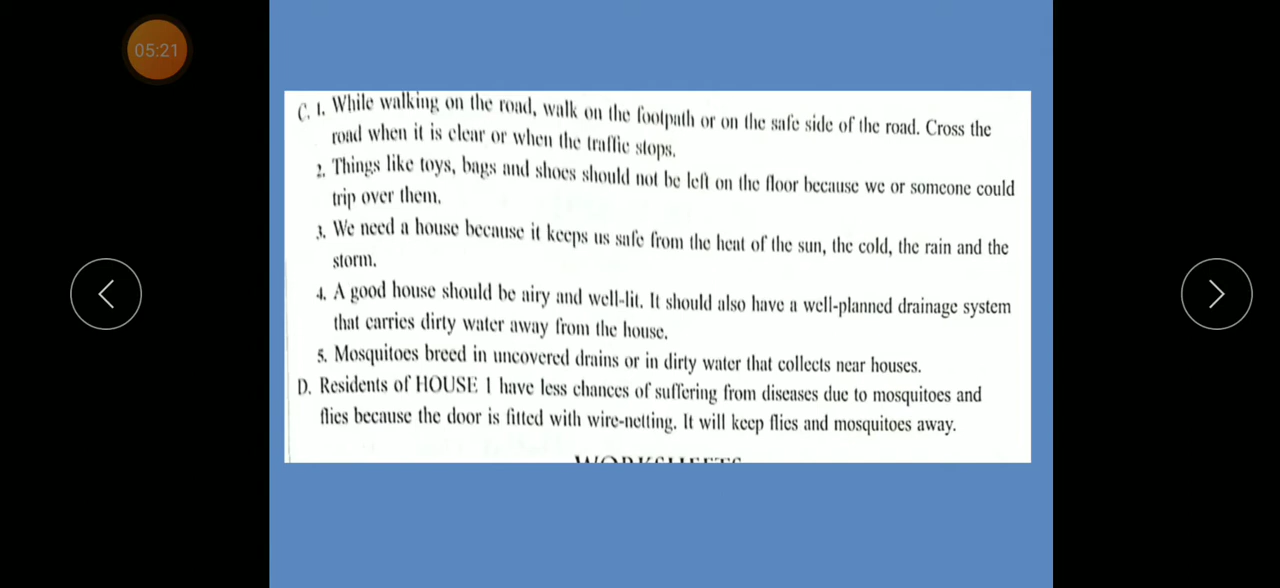 05:21
C. 1. While walking on the road, walk on the footpath or on the safe side of the road. Cross the
road when it is clear or when the traffic stops.
2. Things like toys, bags and shoes should not be left on the floor because we or someone could
trip over them.
3. We need a house because it keeps us safe from the heat of the sun, the cold, the rain and the
storm.
4. A good house should be airy and well-lit. It should also have a well-planned drainage system
that carries dirty water away from the house.
5. Mosquitoes breed in uncovered drains or in dirty water that collects near houses.
D. Residents of HOUSE 1 have less chances of suffering from diseases due to mosquitoes and
flies because the door is fitted with wire-netting. It will keep flies and mosquitoes away.
WORKSHEETS